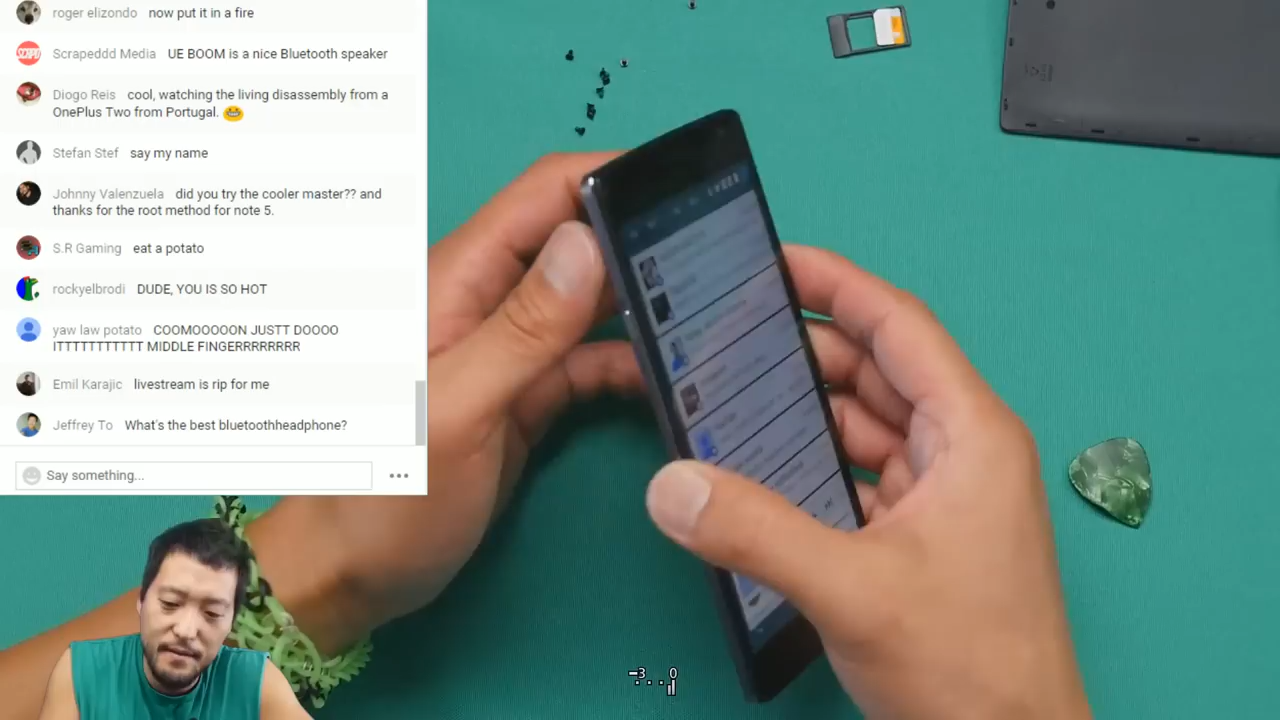 roger elizondo now put it in a fire
Scrapeddd Media UE BOOM is a nice Bluetooth speaker
Diogo Reis cool, watching the living disassembly from a
OnePlus Two from Portugal. 😁
Stefan Stef say my name
Johnny Valenzuela did you try the cooler master?? and
thanks for the root method for note 5.
S.R Gaming eat a potato
rockyelbrodi DUDE, YOU IS SO HOT
yaw law potato COOMOOOOON JUSTT DOOOO
ITTTTTTTTTTT MIDDLE FINGERRRRRRR
Emil Karajic livestream is rip for me
Jeffrey To What's the best bluetoothheadphone?
Say something...
-3 0